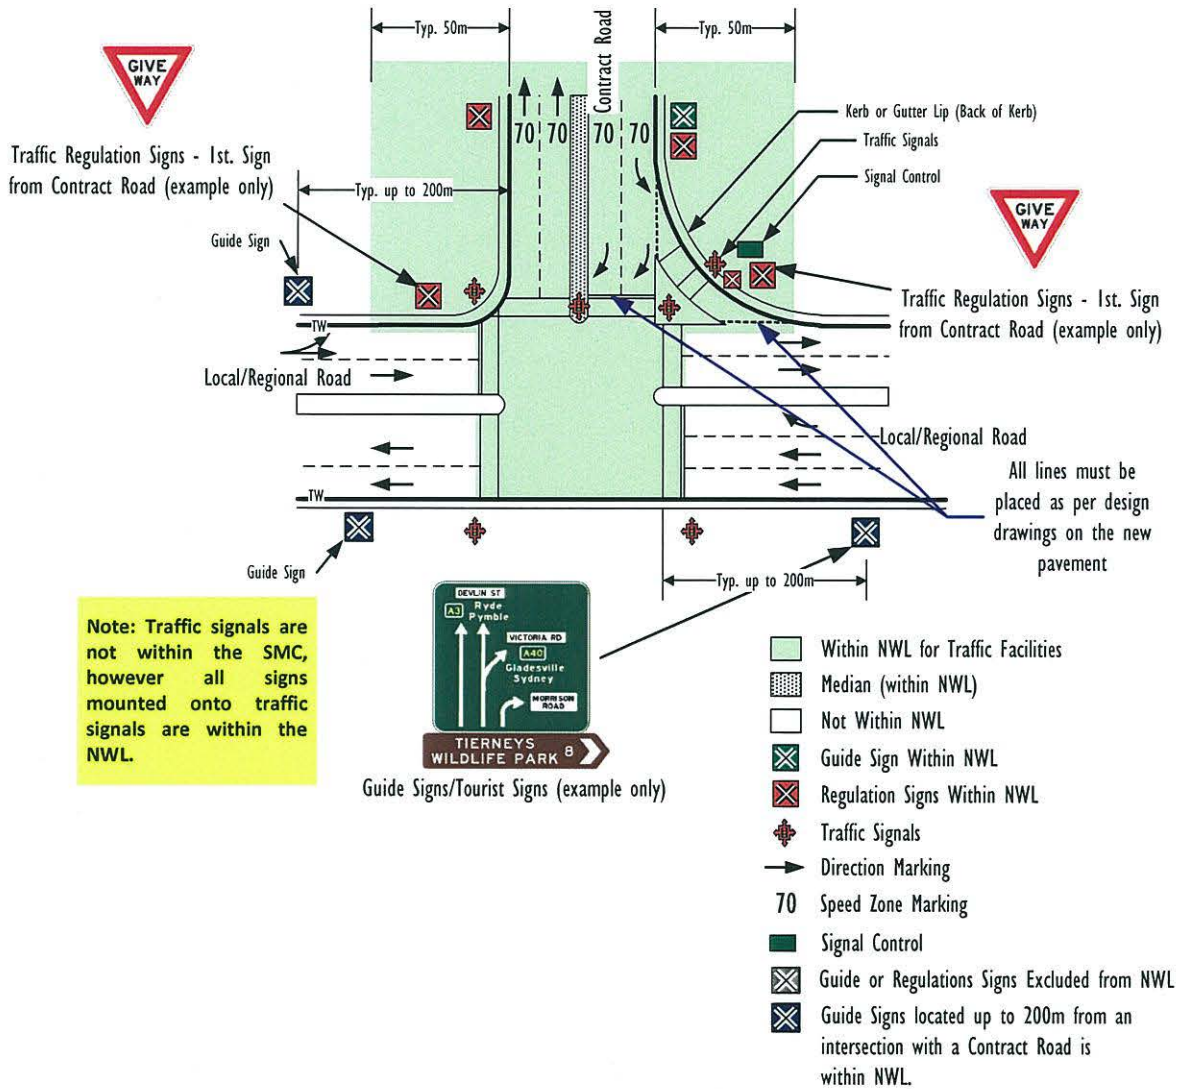 Typ. 50m
Contract Road
Typ. 50m
GIVE
WAY
70
70
70
70
Kerb or Gutter Lip (Back of Kerb)
Traffic Signals
Signal Control
Traffic Regulation Signs - 1st. Sign
from Contract Road (example only)
Typ. up to 200m
GIVE
WAY
Guide Sign
Traffic Regulation Signs - 1st. Sign
from Contract Road (example only)
TW
Local/Regional Road
Local/Regional Road
All lines must be
placed as per design
drawings on the new
pavement
TW
Guide Sign
Typ. up to 200m
Note: Traffic signals are
not within the SMC,
however all signs
mounted onto traffic
signals are within the
NWL.
DEVLIN ST
A3 Ryde
Pymble
VICTORIA RD
A40
Gladesville
Sydney
MORRISON
ROAD
TIERNEYS
WILDLIFE PARK 8
Guide Signs/Tourist Signs (example only)
Within NWL for Traffic Facilities
Median (within NWL)
Not Within NWL
Guide Sign Within NWL
Regulation Signs Within NWL
Traffic Signals
Direction Marking
70 Speed Zone Marking
Signal Control
Guide or Regulations Signs Excluded from NWL
Guide Signs located up to 200m from an
intersection with a Contract Road is
within NWL.